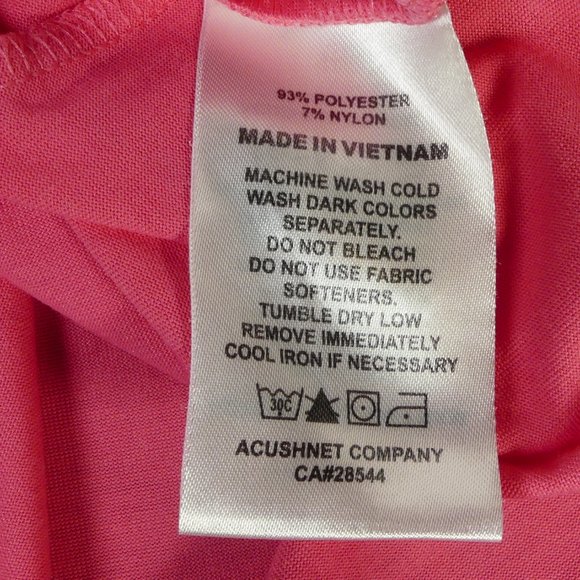 93% POLYESTER
7% NYLON
MADE IN VIETNAM
MACHINE WASH COLD
WASH DARK COLORS
SEPARATELY.
DO NOT BLEACH
DO NOT USE FABRIC
SOFTENERS.
TUMBLE DRY LOW
REMOVE IMMEDIATELY
COOL IRON IF NECESSARY
30C
ACUSHNET COMPANY
CA#28544